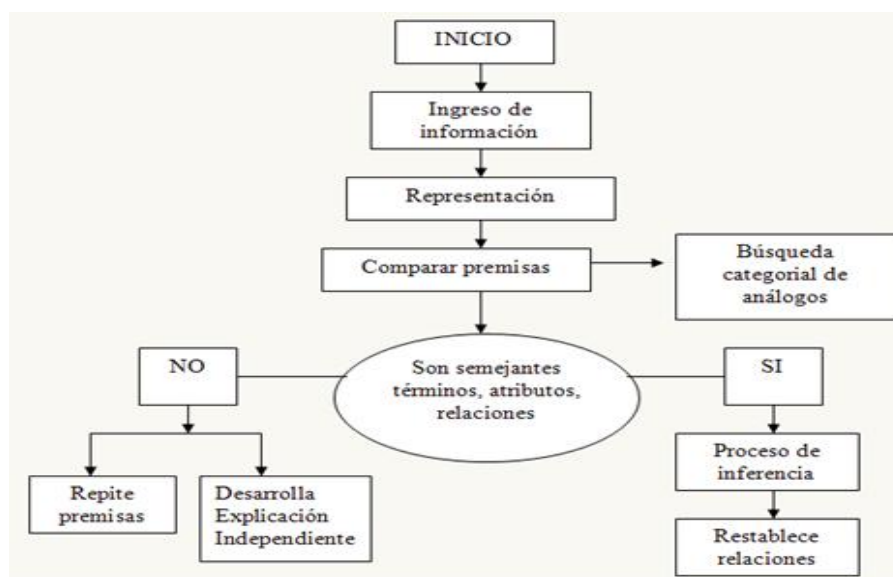 INICIO
Ingreso de
información
Representación
Comparar premisas
Búsqueda
categorial de
análogos
NO
Son semejantes
términos, atributos,
relaciones
SI
Repite
premisas
Desarrolla
Explicación
Independiente
Proceso de
inferencia
Restablece
relaciones